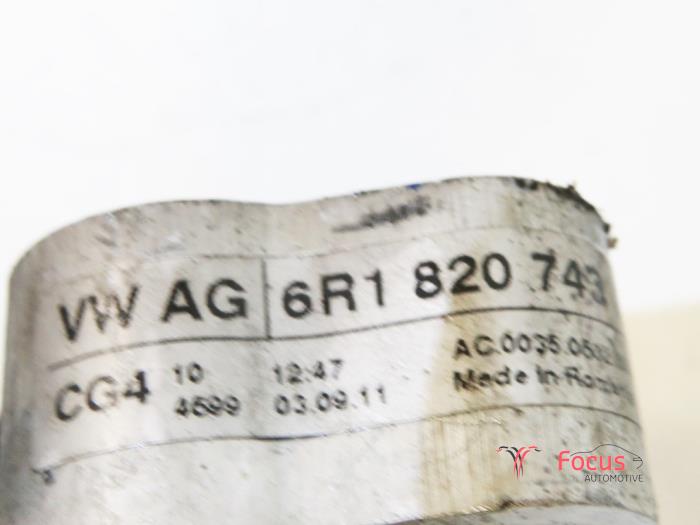 VW AG 6R1 820 743
CG4 10 12:47
4699 03.09.11
Made in
Focus
AUTOMOTIVE